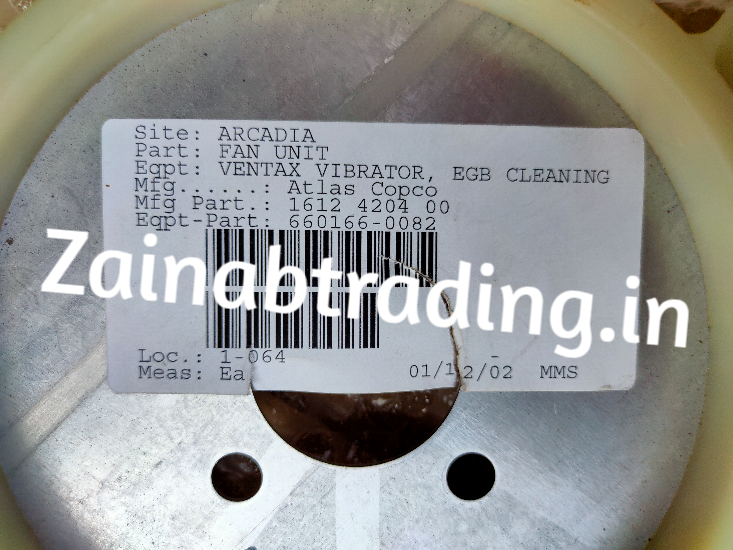 Site: ARCADIA
Part: FAN UNIT
Eqpt: VENTAX VIBRATOR, EGB CLEANING
Mfg......: Atlas Copco
Mfg Part.: 1612 4204 00
Eqpt-Part: 660166-0082
Zainabtrading.in
Loc.: 1-064 -
Meas: Ea 01/12/02 MMS